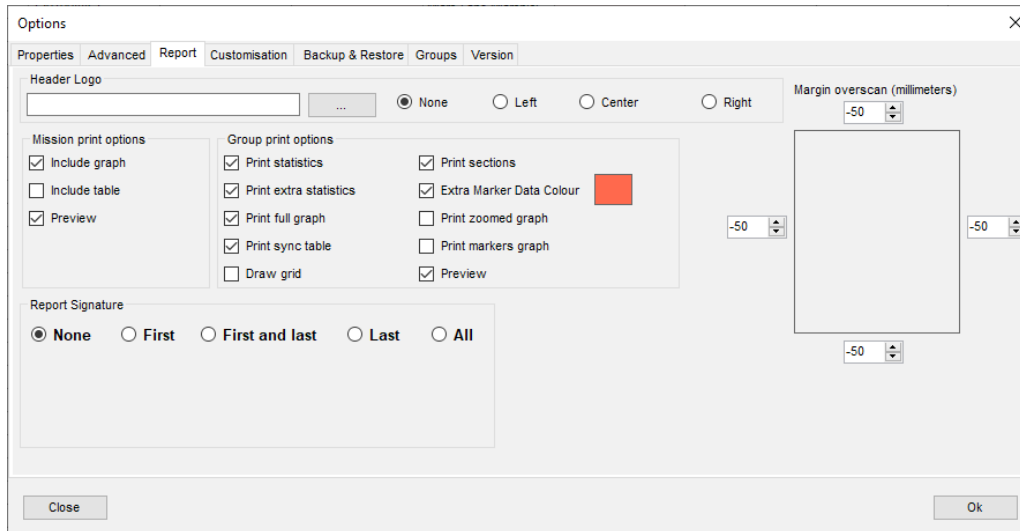 Options
Properties Advanced Report Customisation Backup & Restore Groups Version
Header Logo
... None Left Center Right
Margin overscan (millimeters)
-50
Mission print options
Include graph
Include table
Preview
Group print options
Print statistics Print sections
Print extra statistics Extra Marker Data Colour
Print full graph Print zoomed graph
Print sync table Print markers graph
Draw grid Preview
-50 -50
-50
Report Signature
None First First and last Last All
Close Ok